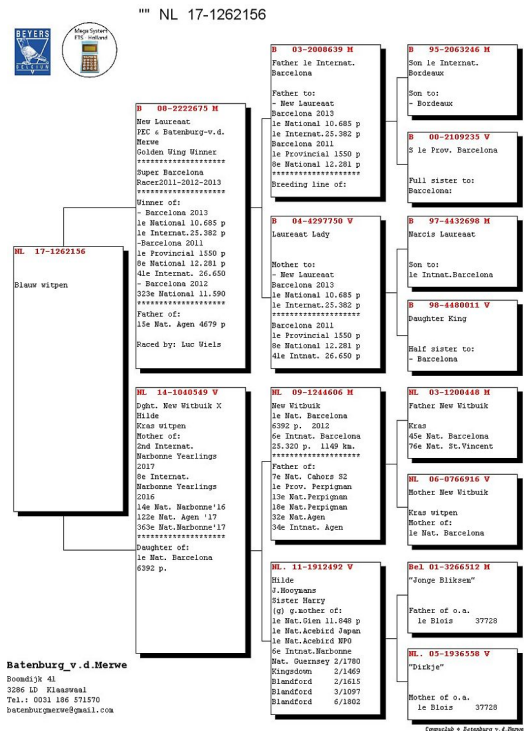 "" NL 17-1262156
BEYERS
BELGIUM
Mega System
FTS - Holland
NL 17-1262156
Blauw witpen
B 08-2222675 M
New Laureaat
PEC & Batenburg-v.d.
Merwe
Golden Wing Winner
*********************
Super Barcelona
Racer2011-2012-2013
*********************
Winner of:
- Barcelona 2013
1e National 10.685 p
1e Internat.25.382 p
-Barcelona 2011
1e Provincial 1550 p
8e National 12.281 p
41e Internat. 26.650
- Barcelona 2012
323e National 11.590
*********************
Father of:
15e Nat. Agen 4679 p
Raced by: Luc Wiels
NL 14-1040549 V
Dght. New Witbuik X
Hilde
Kras witpen
Mother of:
2nd Internat.
Narbonne Yearlings
2017
8e Internat.
Narbonne Yearlings
2016
14e Nat. Narbonne'16
122e Nat. Agen '17
363e Nat.Narbonne'17
*********************
Daughter of:
1e Nat. Barcelona
6392 p.
B 03-2008639 M
Father 1e Internat.
Barcelona
Father to:
- New Laureaat
Barcelona 2013
1e National 10.685 p
1e Internat.25.382 p
Barcelona 2011
1e Provincial 1550 p
8e National 12.281 p
*********************
Breeding line of:
B 04-4297750 V
Laureaat Lady
Mother to:
- New Laureaat
Barcelona 2013
1e National 10.685 p
1e Internat.25.382 p
*********************
Barcelona 2011
1e Provincial 1550 p
8e National 12.281 p
41e Intnat. 26.650 p
NL 09-1244606 M
New Witbuik
1e Nat. Barcelona
6392 p. 2012
6e Intnat. Barcelona
25.320 p. 1149 km.
*********************
Father of:
7e Nat. Cahors S2
1e Prov. Perpignan
13e Nat.Perpignan
18e Nat.Perpignan
32e Nat.Agen
34e Intnat. Agen
NL. 11-1912492 V
Hilde
J.Hooymans
Sister Harry
(g) g.mother of:
1e Nat.Gien 11.848 p
1e Nat.Acebird Japan
1e Nat.Acebird NPO
6e Intnat.Narbonne
Nat. Guernsey 2/1780
Kingsdown 2/1469
Blandford 2/1615
Blandford 3/1097
Blandford 6/1802
B 95-2063246 M
Son 1e Internat.
Bordeaux
Son to:
- Bordeaux
B 00-2109235 V
S 1e Prov. Barcelona
Full sister to:
Barcelona:
B 97-4432698 M
Narcis Laureaat
Son to:
1e Intnat.Barcelona
B 98-4480011 V
Daughter King
Half sister to:
- Barcelona
NL 03-1200448 M
Father New Witbuik
Kras
45e Nat. Barcelona
76e Nat. St.Vincent
NL 06-0766916 V
Mother New Witbuik
Kras witpen
Mother of:
1e Nat. Barcelona
Bel 01-3266512 M
"Jonge Bliksem"
Father of o.a.
1e Blois 37728
NL. 05-1936558 V
"Dirkje"
Mother of o.a.
1e Blois 37728
Batenburg_v.d.Merwe
Boomdijk 41
3286 LD Klaaswaal
Tel.: 0031 186 571570
batenburgmerwe@gmail.com
Compuclub © Batenburg v.d.Merwe